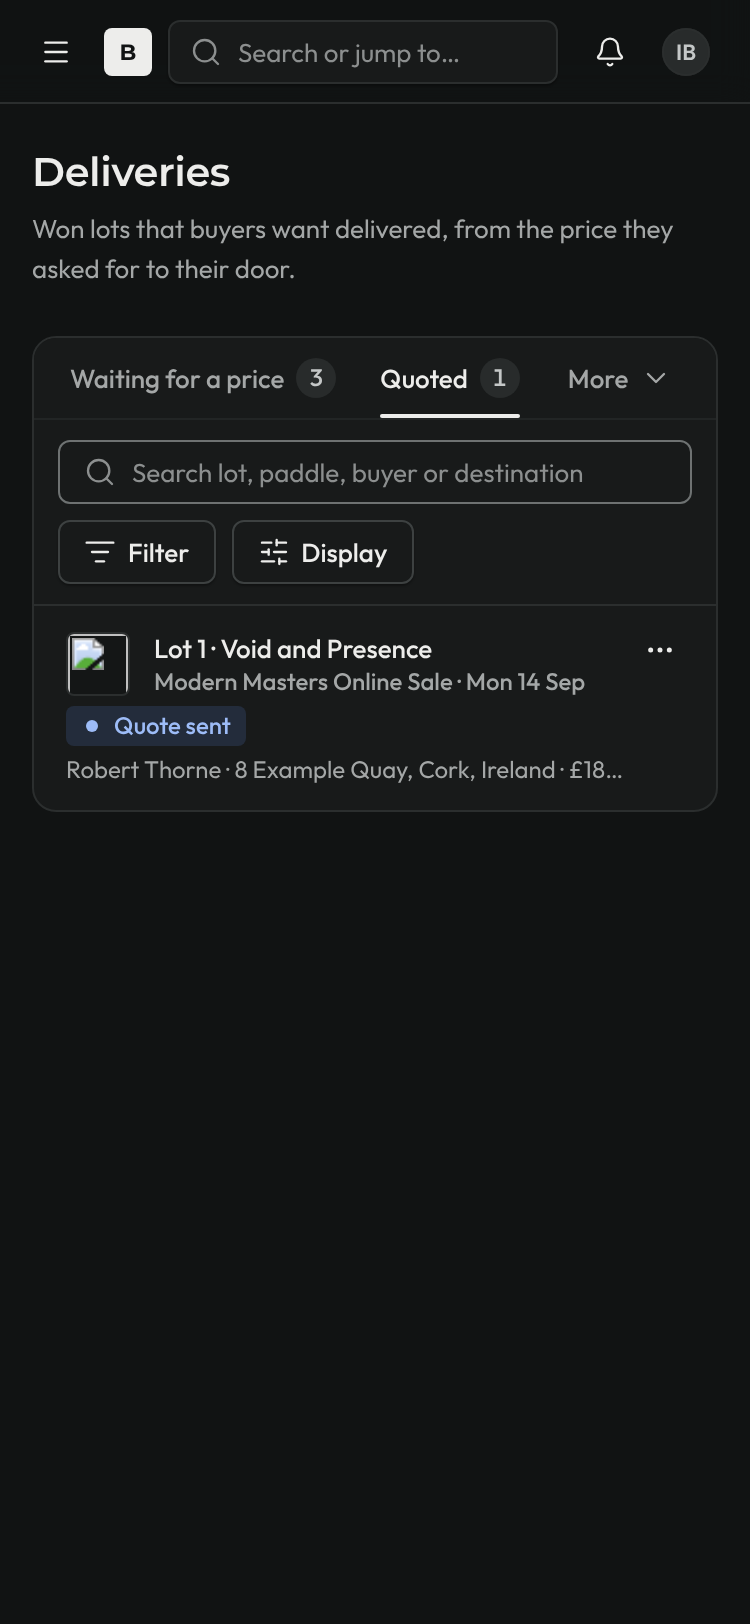 B
Search or jump to...
IB
Deliveries
Won lots that buyers want delivered, from the price they
asked for to their door.
Waiting for a price 3
Quoted 1
More
Search lot, paddle, buyer or destination
Filter
Display
Lot 1 · Void and Presence
Modern Masters Online Sale · Mon 14 Sep
Quote sent
Robert Thorne · 8 Example Quay, Cork, Ireland · £18...